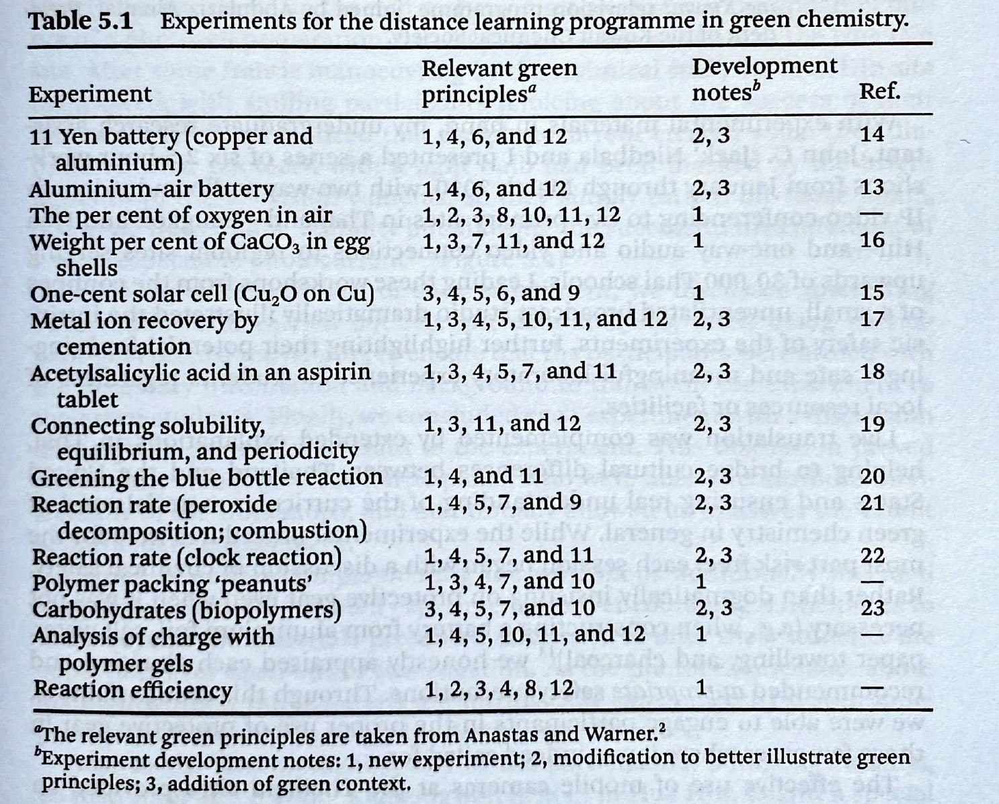 Table 5.1 Experiments for the distance learning programme in green chemistry.
Relevant green Development
Experiment principlesᵃ notesᵇ Ref.
11 Yen battery (copper and 1, 4, 6, and 12 2, 3 14
aluminium)
Aluminium–air battery 1, 4, 6, and 12 2, 3 13
The per cent of oxygen in air 1, 2, 3, 8, 10, 11, 12 1 —
Weight per cent of CaCO₃ in egg 1, 3, 7, 11, and 12 1 16
shells
One-cent solar cell (Cu₂O on Cu) 3, 4, 5, 6, and 9 1 15
Metal ion recovery by 1, 3, 4, 5, 10, 11, and 12 2, 3 17
cementation
Acetylsalicylic acid in an aspirin 1, 3, 4, 5, 7, and 11 2, 3 18
tablet
Connecting solubility, 1, 3, 11, and 12 2, 3 19
equilibrium, and periodicity
Greening the blue bottle reaction 1, 4, and 11 2, 3 20
Reaction rate (peroxide 1, 4, 5, 7, and 9 2, 3 21
decomposition; combustion)
Reaction rate (clock reaction) 1, 4, 5, 7, and 11 2, 3 22
Polymer packing ‘peanuts’ 1, 3, 4, 7, and 10 1 —
Carbohydrates (biopolymers) 3, 4, 5, 7, and 10 2, 3 23
Analysis of charge with 1, 4, 5, 10, 11, and 12 1 —
polymer gels
Reaction efficiency 1, 2, 3, 4, 8, 12 1 —
ᵃThe relevant green principles are taken from Anastas and Warner.²
ᵇExperiment development notes: 1, new experiment; 2, modification to better illustrate green
principles; 3, addition of green context.